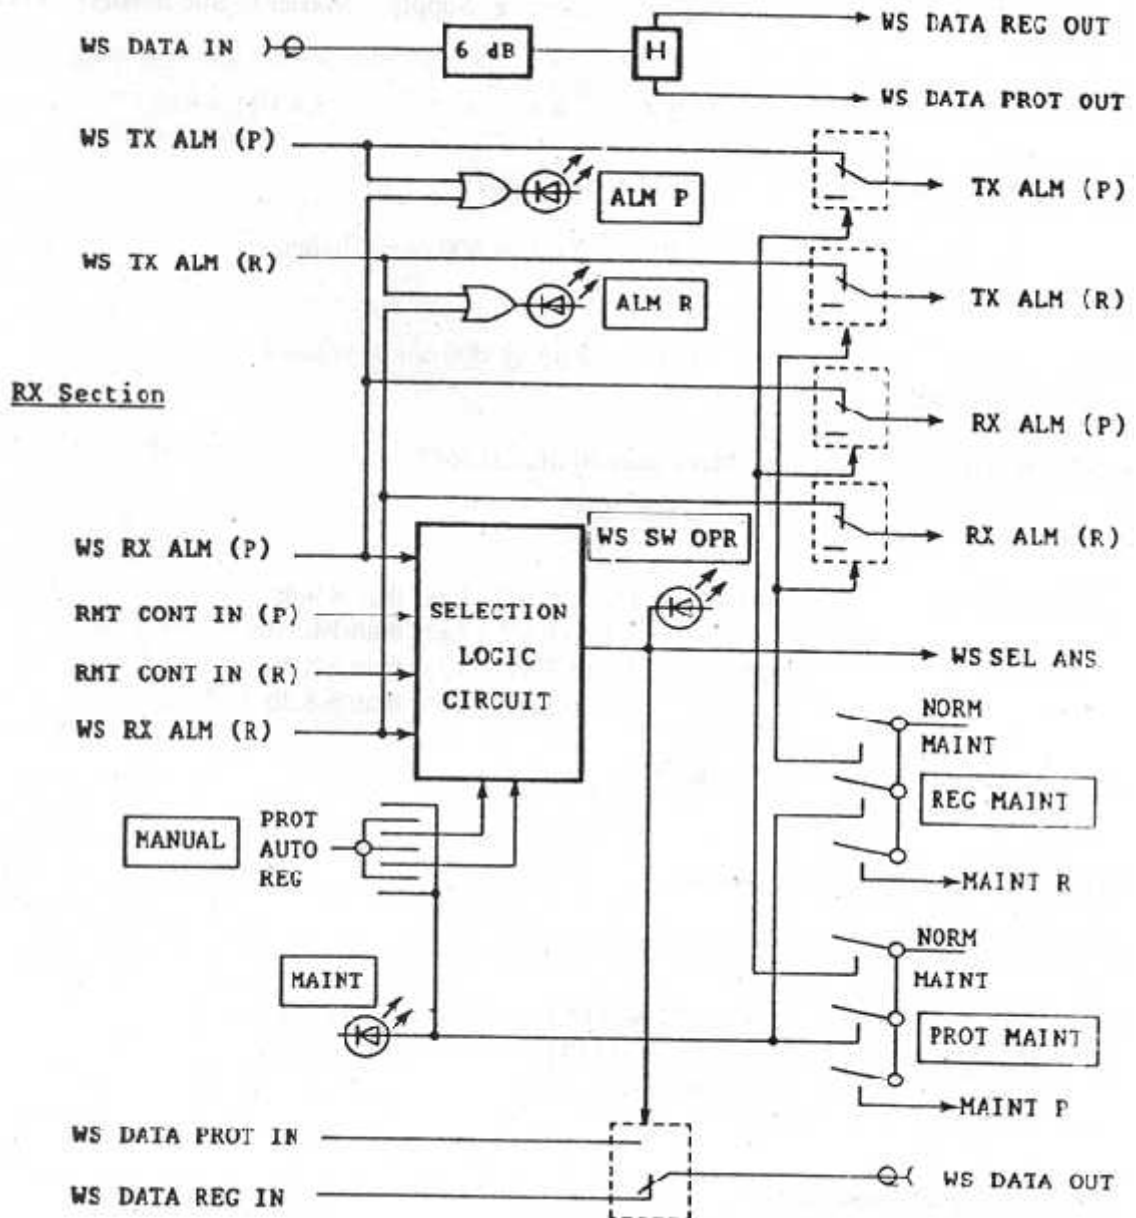 WS DATA IN
6 dB
H
WS DATA REG OUT
WS DATA PROT OUT
WS TX ALM (P)
ALM P
TX ALM (P)
WS TX ALM (R)
ALM R
TX ALM (R)
RX Section
RX ALM (P)
RX ALM (R)
WS RX ALM (P)
RMT CONT IN (P)
RMT CONT IN (R)
WS RX ALM (R)
SELECTION
LOGIC
CIRCUIT
WS SW OPR
WS SEL ANS
NORM
MAINT
REG MAINT
MAINT R
MANUAL
PROT
AUTO
REG
MAINT
NORM
MAINT
PROT MAINT
MAINT P
WS DATA PROT IN
WS DATA REG IN
WS DATA OUT